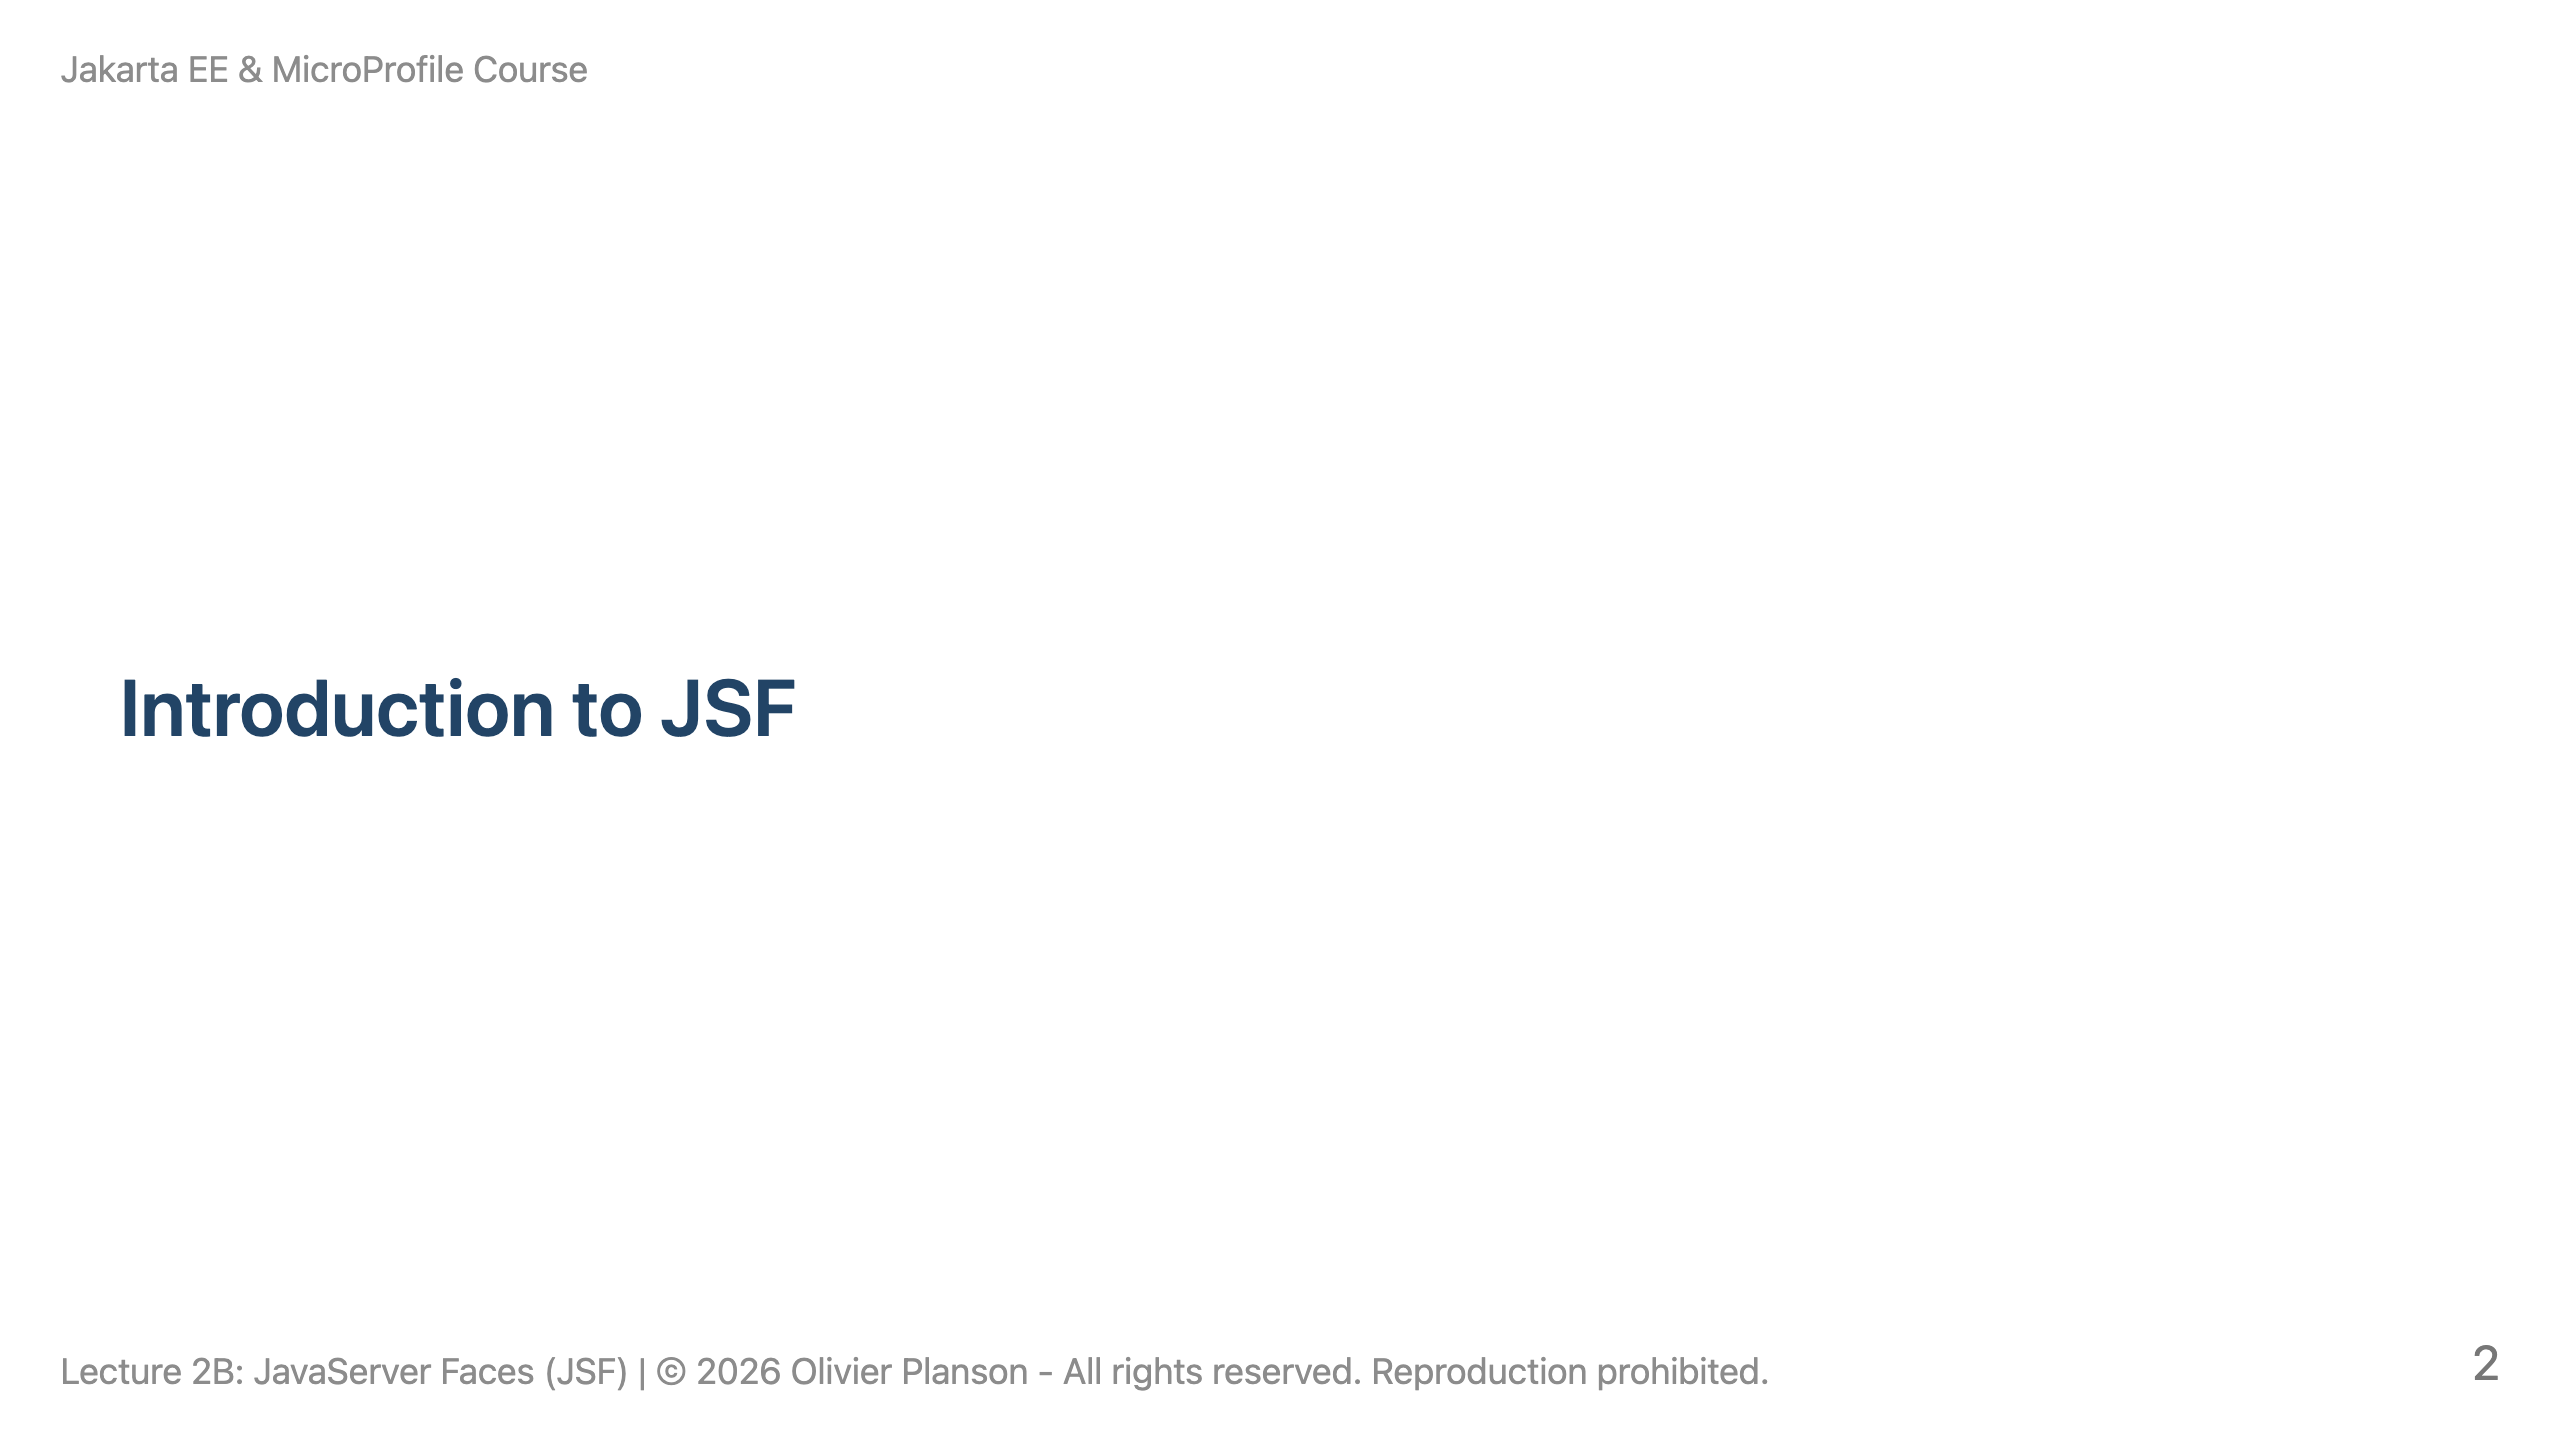 Jakarta EE & MicroProfile Course
Introduction to JSF
Lecture 2B: JavaServer Faces (JSF) | © 2026 Olivier Planson - All rights reserved. Reproduction prohibited.
2